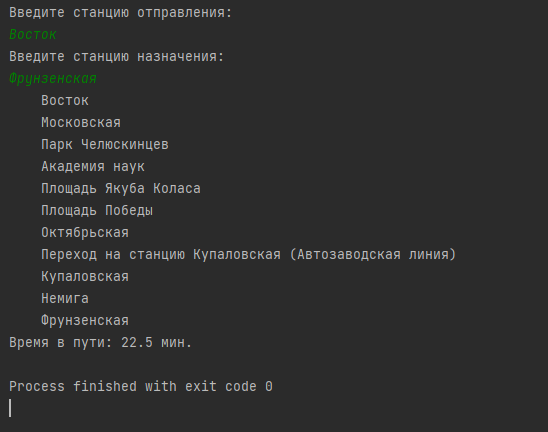 Введите станцию отправления:
Восток
Введите станцию назначения:
Фрунзенская
Восток
Московская
Парк Челюскинцев
Академия наук
Площадь Якуба Коласа
Площадь Победы
Октябрьская
Переход на станцию Купаловская (Автозаводская линия)
Купаловская
Немига
Фрунзенская
Время в пути: 22.5 мин.
Process finished with exit code 0